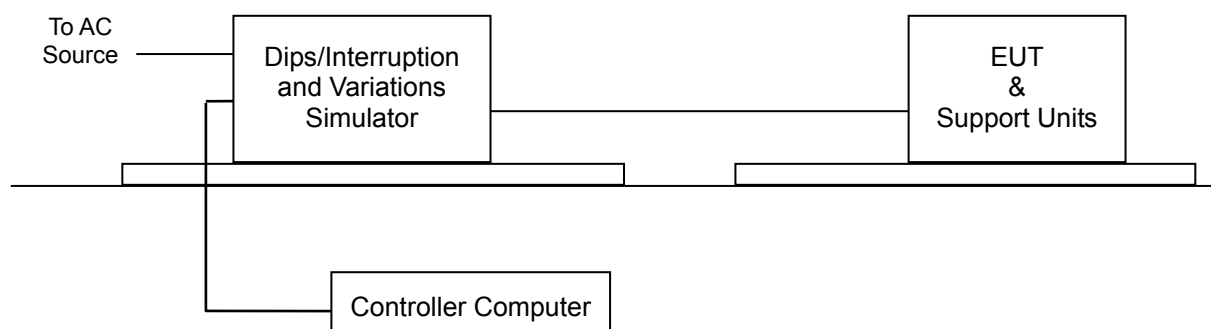 To AC
Source
Dips/Interruption
and Variations
Simulator
EUT
&
Support Units
Controller Computer